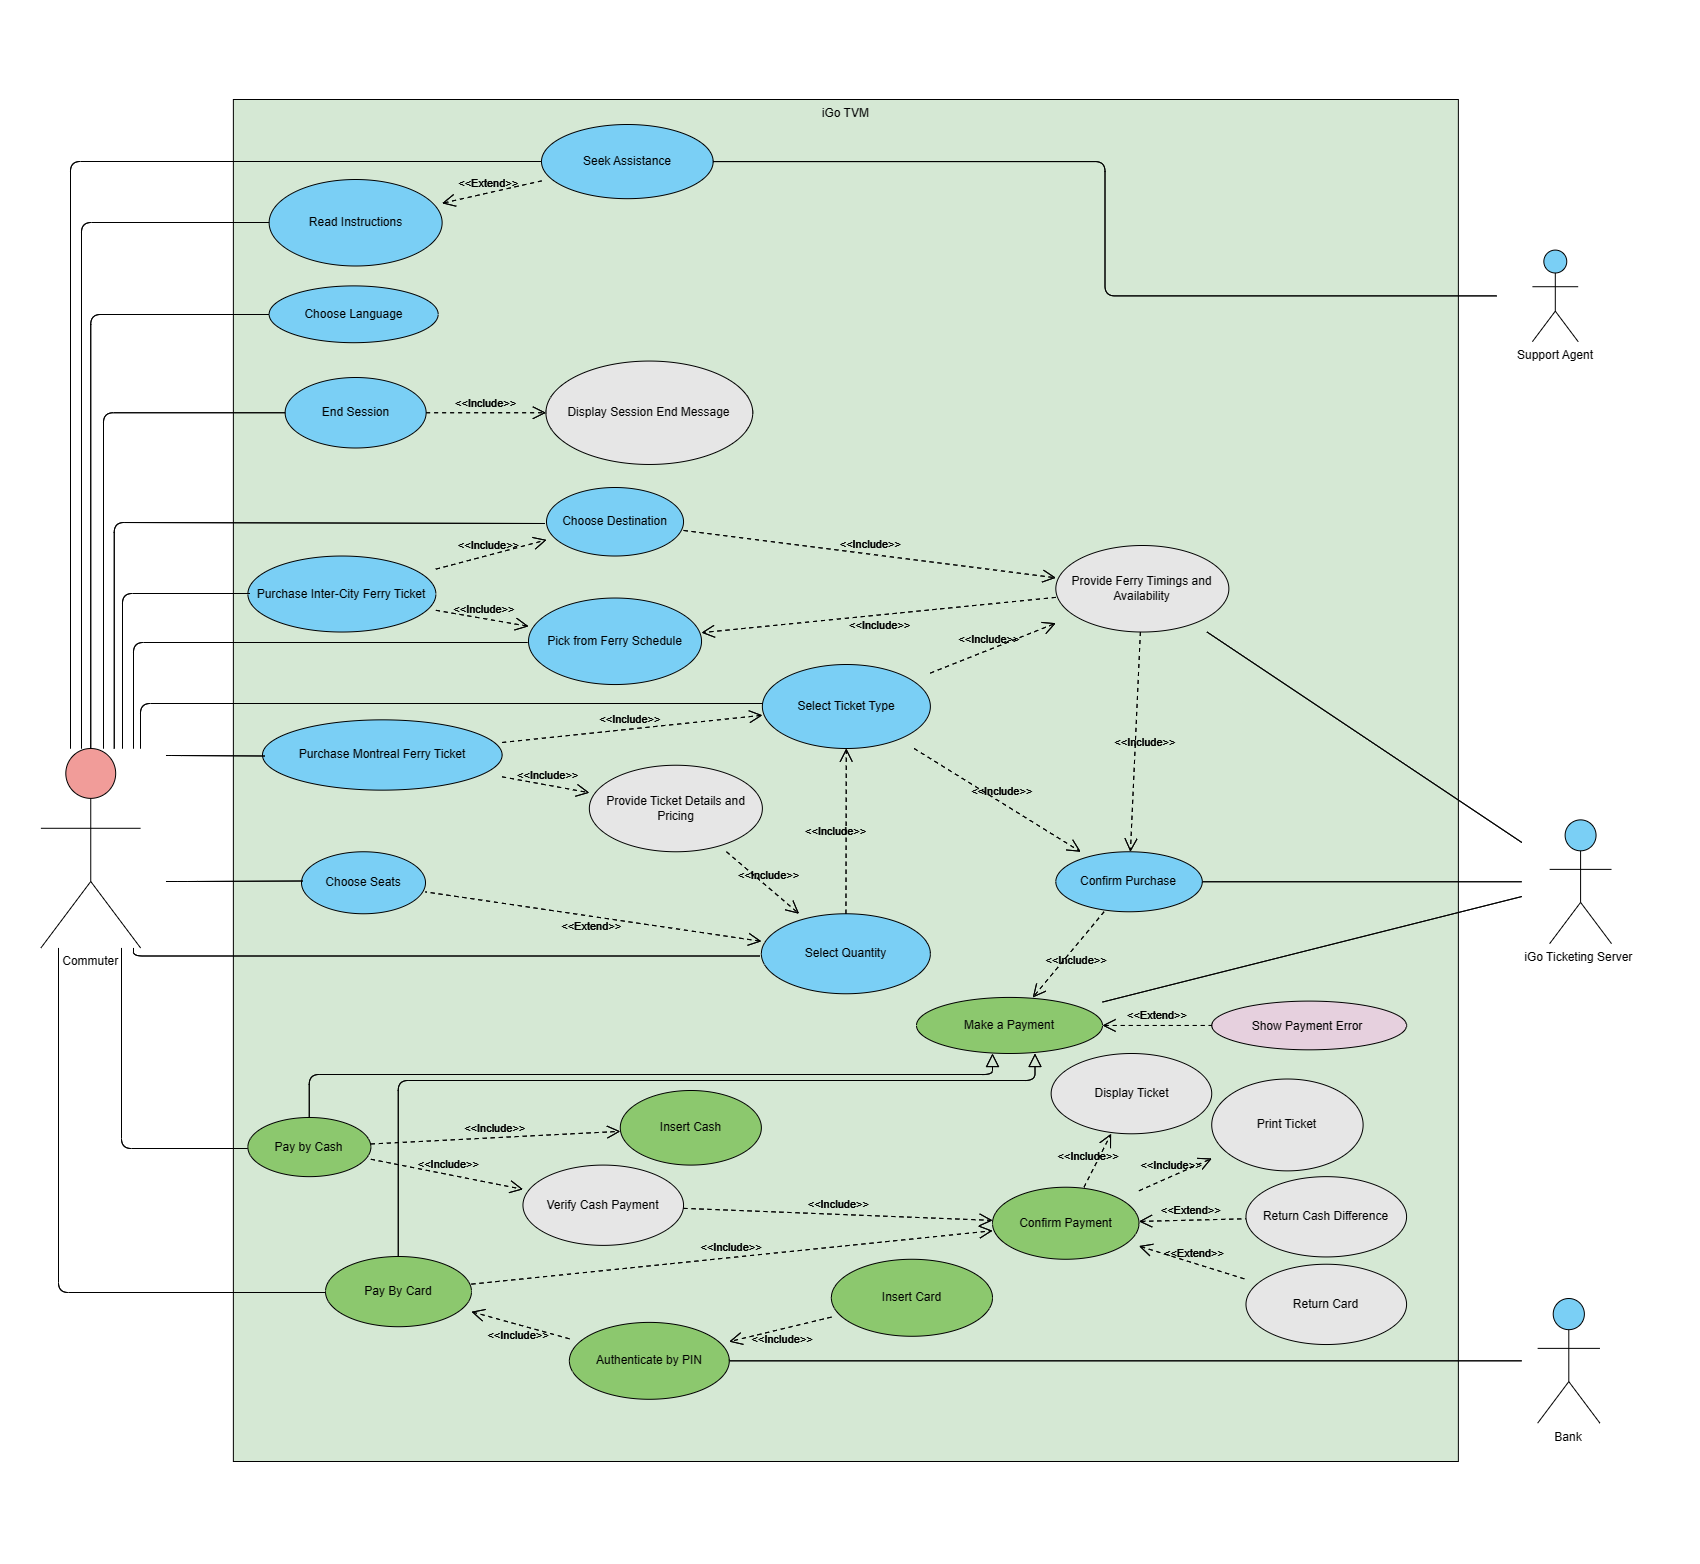 iGo TVM
Seek Assistance
<<Extend>>
Read Instructions
Choose Language
Support Agent
End Session
<<Include>>
Display Session End Message
Choose Destination
<<Include>>
<<Include>>
Purchase Inter-City Ferry Ticket
<<Include>>
Provide Ferry Timings and
Availability
Pick from Ferry Schedule
<<Include>>
<<Include>>
Select Ticket Type
<<Include>>
Purchase Montreal Ferry Ticket
<<Include>>
<<Include>>
Provide Ticket Details and
Pricing
<<Include>>
<<Include>>
<<Include>>
Choose Seats
<<Include>>
Confirm Purchase
<<Extend>>
Select Quantity
Commuter
<<Include>>
iGo Ticketing Server
Make a Payment
<<Extend>>
Show Payment Error
Display Ticket
Print Ticket
Pay by Cash
<<Include>>
Insert Cash
<<Include>>
<<Include>>
<<Include>>
Verify Cash Payment
<<Include>>
Confirm Payment
<<Extend>>
Return Cash Difference
<<Include>>
<<Extend>>
Pay By Card
Insert Card
Return Card
<<Include>>
<<Include>>
Authenticate by PIN
Bank